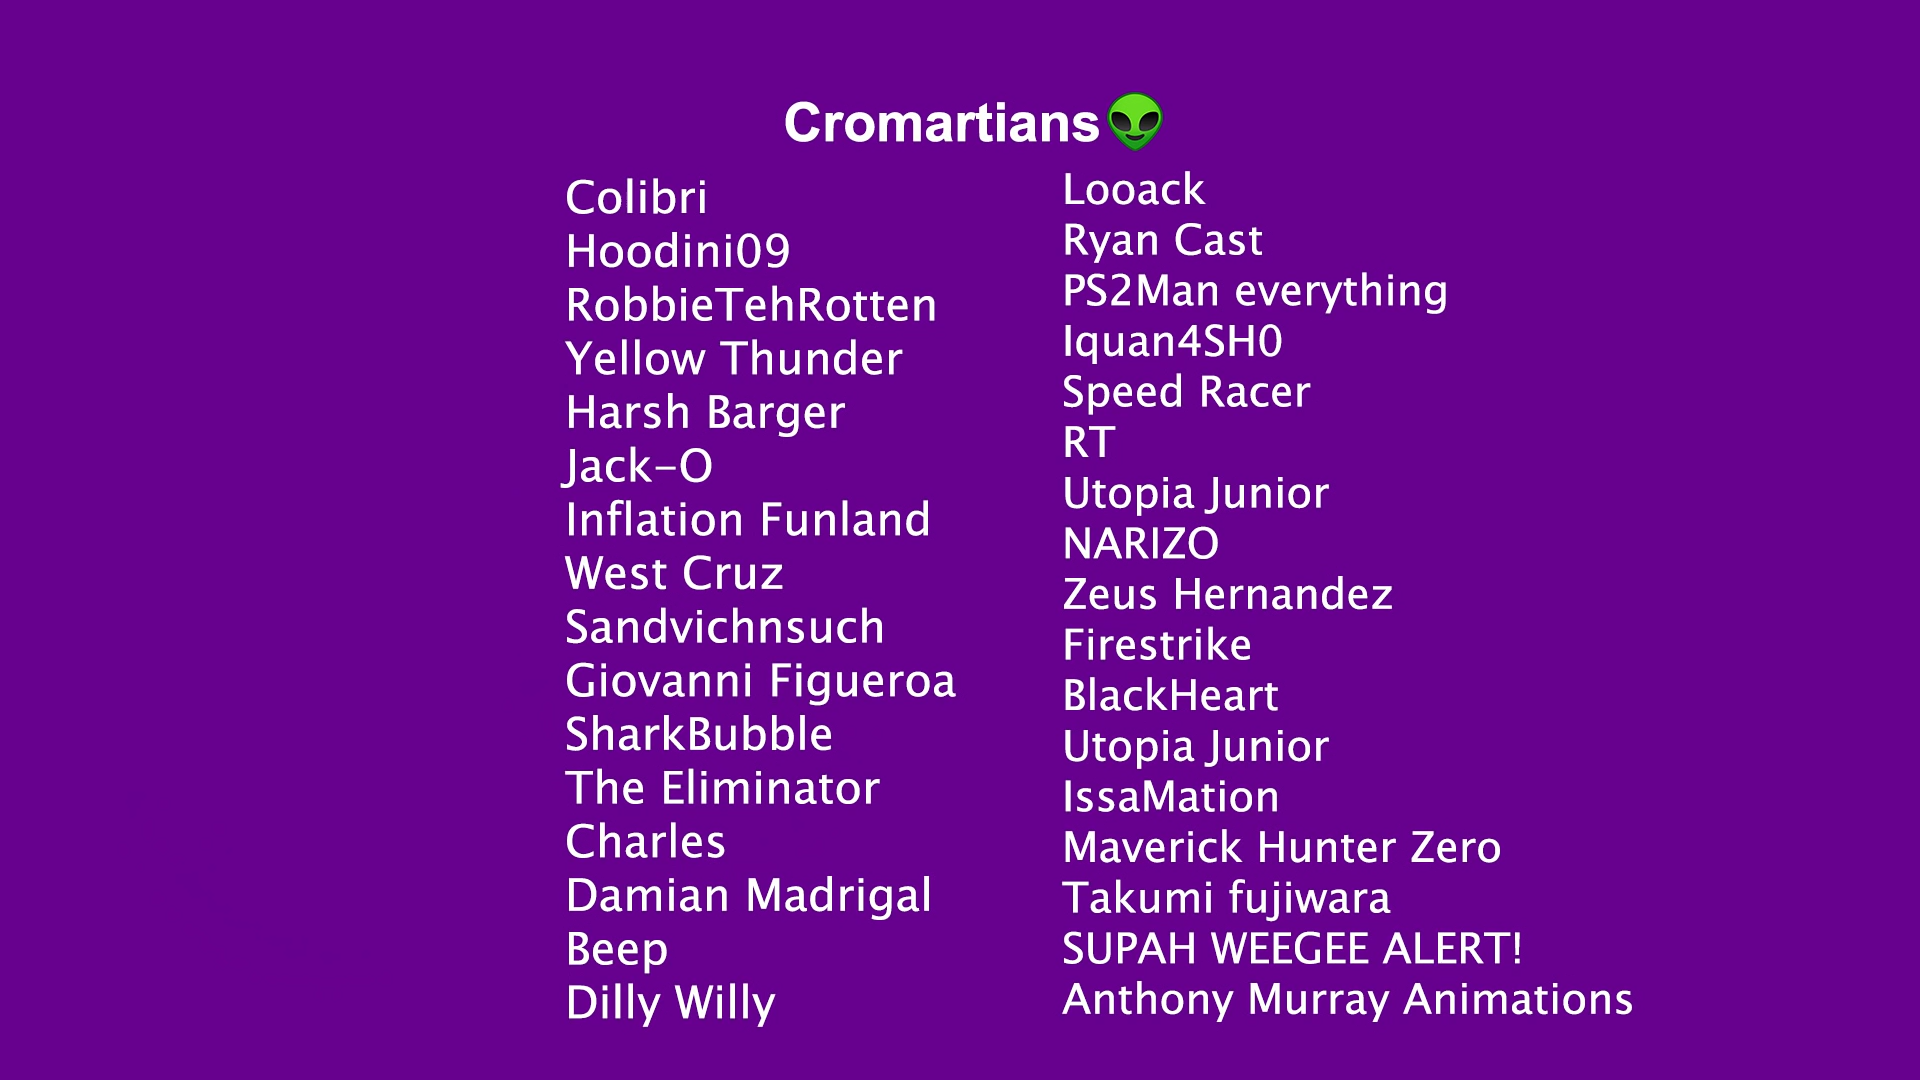 Cromartians👽
Colibri
Hoodini09
RobbieTehRotten
Yellow Thunder
Harsh Barger
Jack-O
Inflation Funland
West Cruz
Sandvichnsuch
Giovanni Figueroa
SharkBubble
The Eliminator
Charles
Damian Madrigal
Beep
Dilly Willy
Looack
Ryan Cast
PS2Man everything
Iquan4SH0
Speed Racer
RT
Utopia Junior
NARIZO
Zeus Hernandez
Firestrike
BlackHeart
Utopia Junior
IssaMation
Maverick Hunter Zero
Takumi fujiwara
SUPAH WEEGEE ALERT!
Anthony Murray Animations